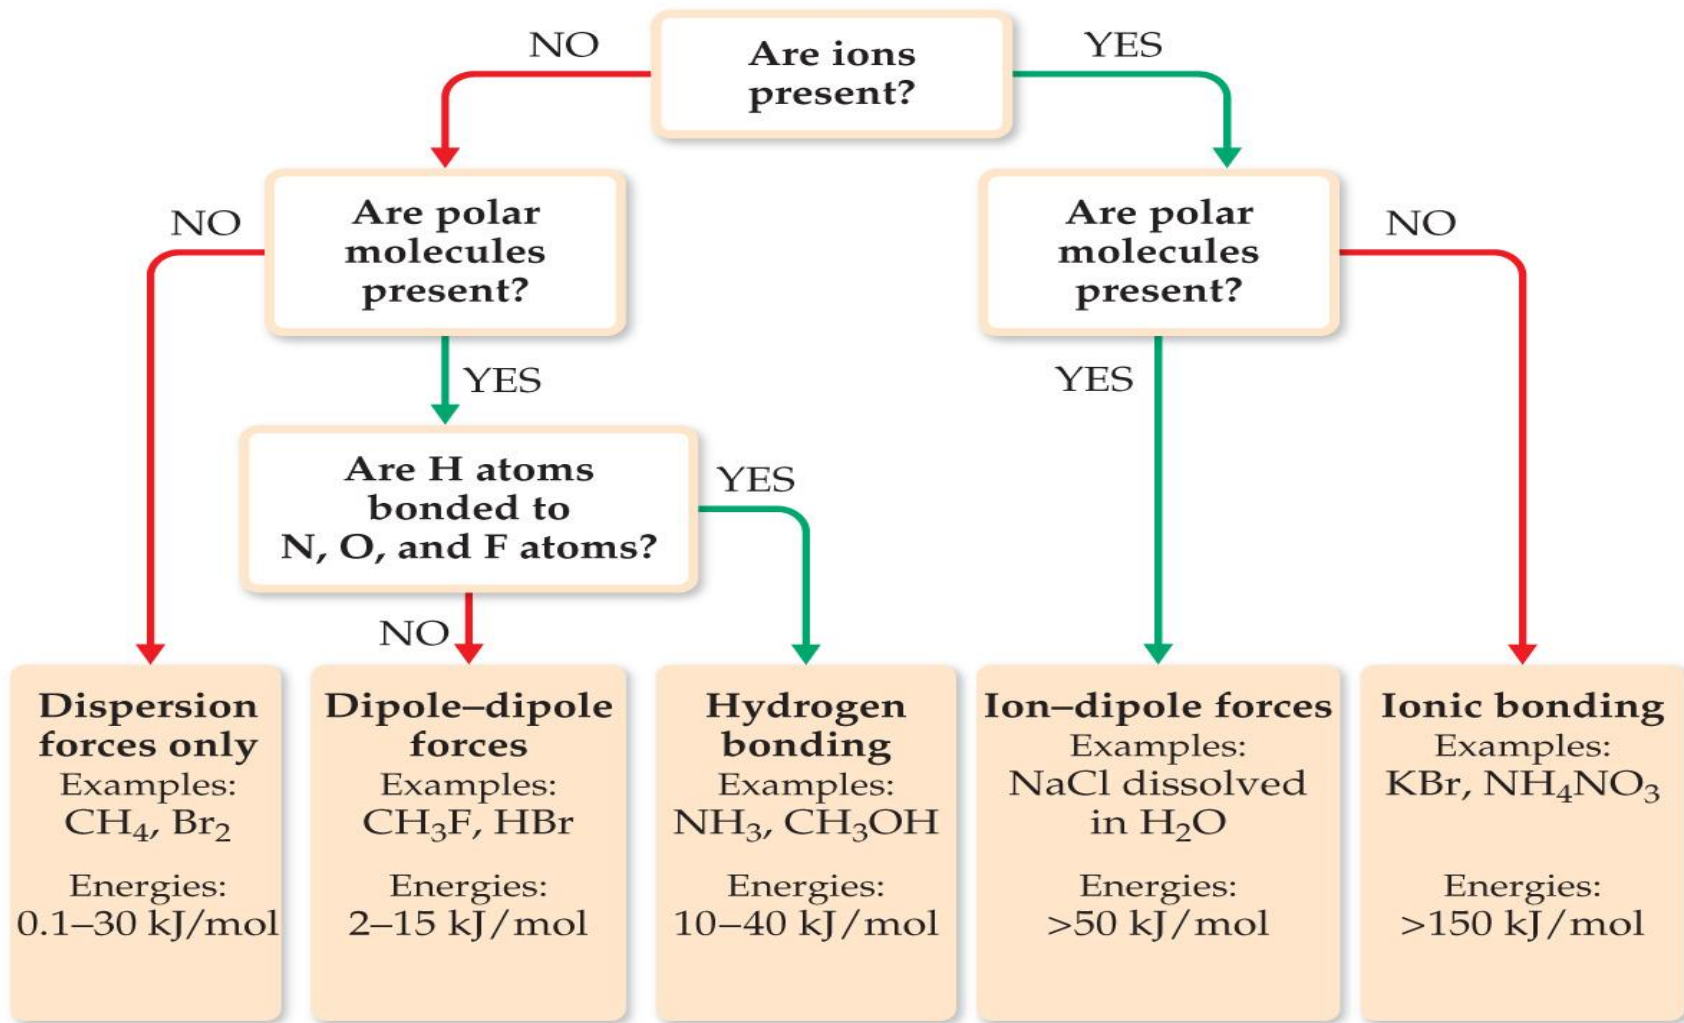 NO
Are ions
present?
YES
NO
Are polar
molecules
present?
Are polar
molecules
present?
NO
YES
YES
Are H atoms
bonded to
N, O, and F atoms?
YES
NO
Dispersion
forces only
Examples:
CH₄, Br₂
Energies:
0.1–30 kJ/mol
Dipole–dipole
forces
Examples:
CH₃F, HBr
Energies:
2–15 kJ/mol
Hydrogen
bonding
Examples:
NH₃, CH₃OH
Energies:
10–40 kJ/mol
Ion–dipole forces
Examples:
NaCl dissolved
in H₂O
Energies:
>50 kJ/mol
Ionic bonding
Examples:
KBr, NH₄NO₃
Energies:
>150 kJ/mol